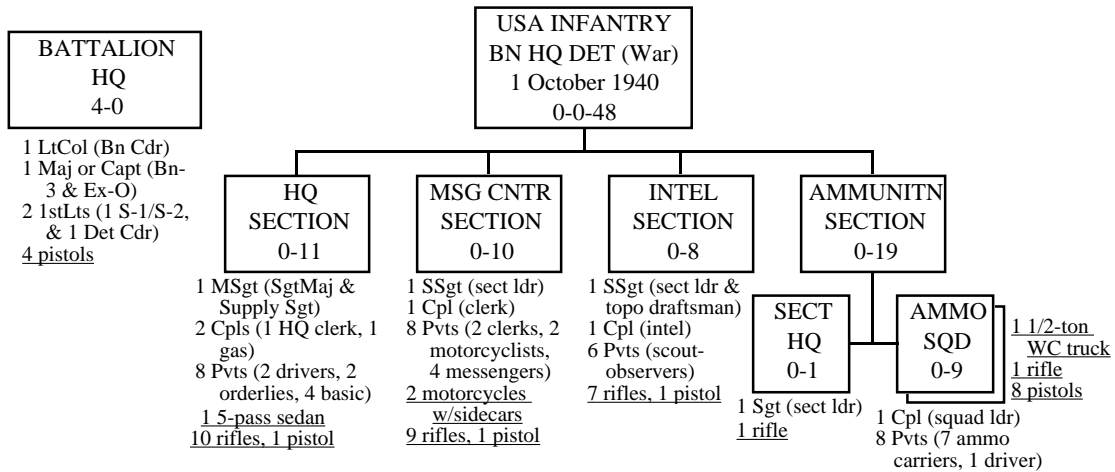 BATTALION
HQ
4-0
1 LtCol (Bn Cdr)
1 Maj or Capt (Bn-
3 & Ex-O)
2 1stLts (1 S-1/S-2,
& 1 Det Cdr)
4 pistols
USA INFANTRY
BN HQ DET (War)
1 October 1940
0-0-48
HQ
SECTION
0-11
1 MSgt (SgtMaj &
Supply Sgt)
2 Cpls (1 HQ clerk, 1
gas)
8 Pvts (2 drivers, 2
orderlies, 4 basic)
1 5-pass sedan
10 rifles, 1 pistol
MSG CNTR
SECTION
0-10
1 SSgt (sect ldr)
1 Cpl (clerk)
8 Pvts (2 clerks, 2
motorcyclists,
4 messengers)
2 motorcycles
w/sidecars
9 rifles, 1 pistol
INTEL
SECTION
0-8
1 SSgt (sect ldr &
topo draftsman)
1 Cpl (intel)
6 Pvts (scout-
observers)
7 rifles, 1 pistol
AMMUNITN
SECTION
0-19
SECT
HQ
0-1
1 Sgt (sect ldr)
1 rifle
AMMO
SQD
0-9
1 Cpl (squad ldr)
8 Pvts (7 ammo
carriers, 1 driver)
1 1/2-ton
WC truck
1 rifle
8 pistols